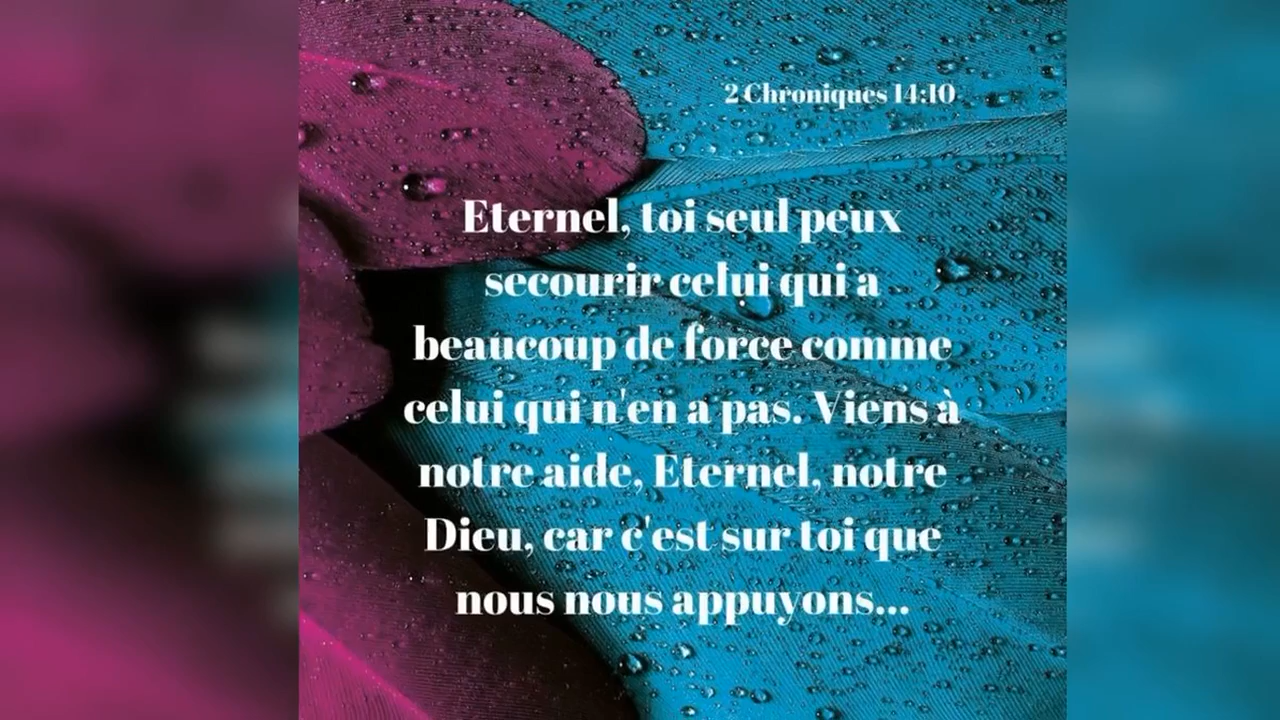 2 Chroniques 14:10
Eternel, toi seul peux
secourir celui qui a
beaucoup de force comme
celui qui n'en a pas. Viens à
notre aide, Eternel, notre
Dieu, car c'est sur toi que
nous nous appuyons...